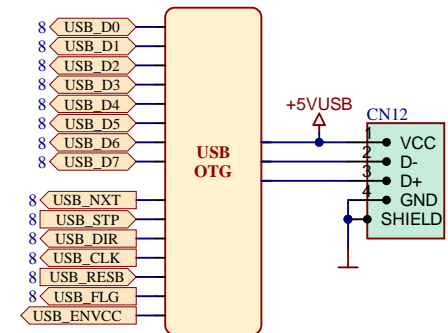 8 USB_D0
8 USB_D1
8 USB_D2
8 USB_D3
8 USB_D4
8 USB_D5
8 USB_D6
8 USB_D7
8 USB_NXT
8 USB_STP
8 USB_DIR
8 USB_CLK
8 USB_RESB
8 USB_FLG
USB_ENVCC
USB
OTG
+5VUSB
CN12
1 VCC
2 D-
3 D+
4 GND
SHIELD